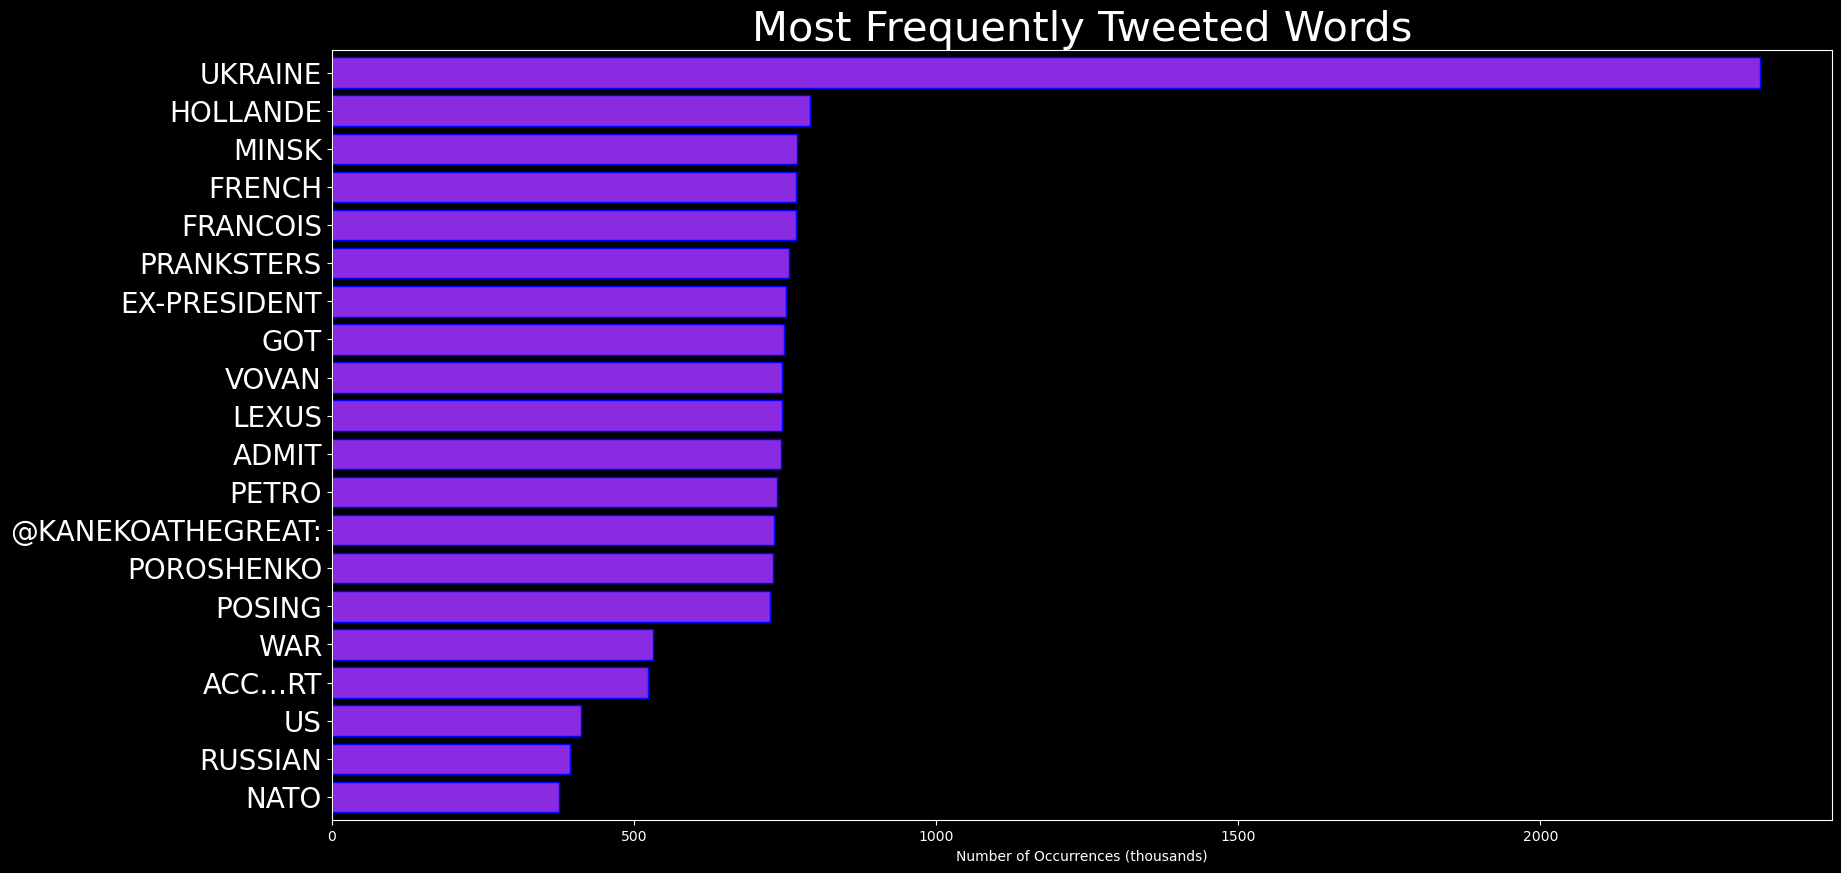 Most Frequently Tweeted Words
UKRAINE
HOLLANDE
MINSK
FRENCH
FRANCOIS
PRANKSTERS
EX-PRESIDENT
GOT
VOVAN
LEXUS
ADMIT
PETRO
@KANEKOATHEGREAT:
POROSHENKO
POSING
WAR
ACC…RT
US
RUSSIAN
NATO
0 500 1000 1500 2000
Number of Occurrences (thousands)